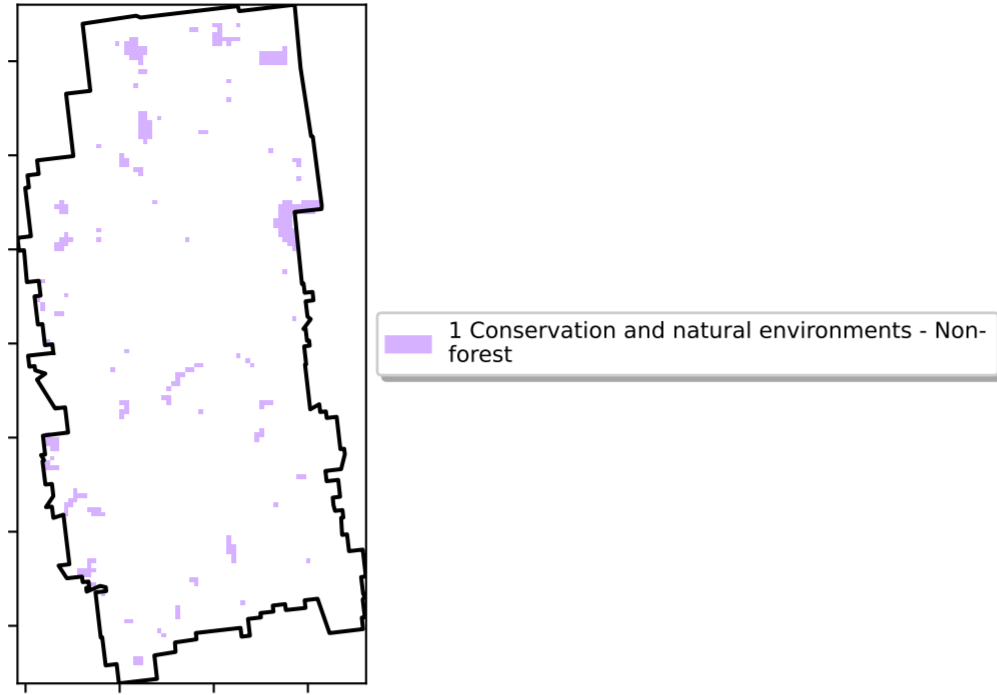 1 Conservation and natural environments - Non-
forest